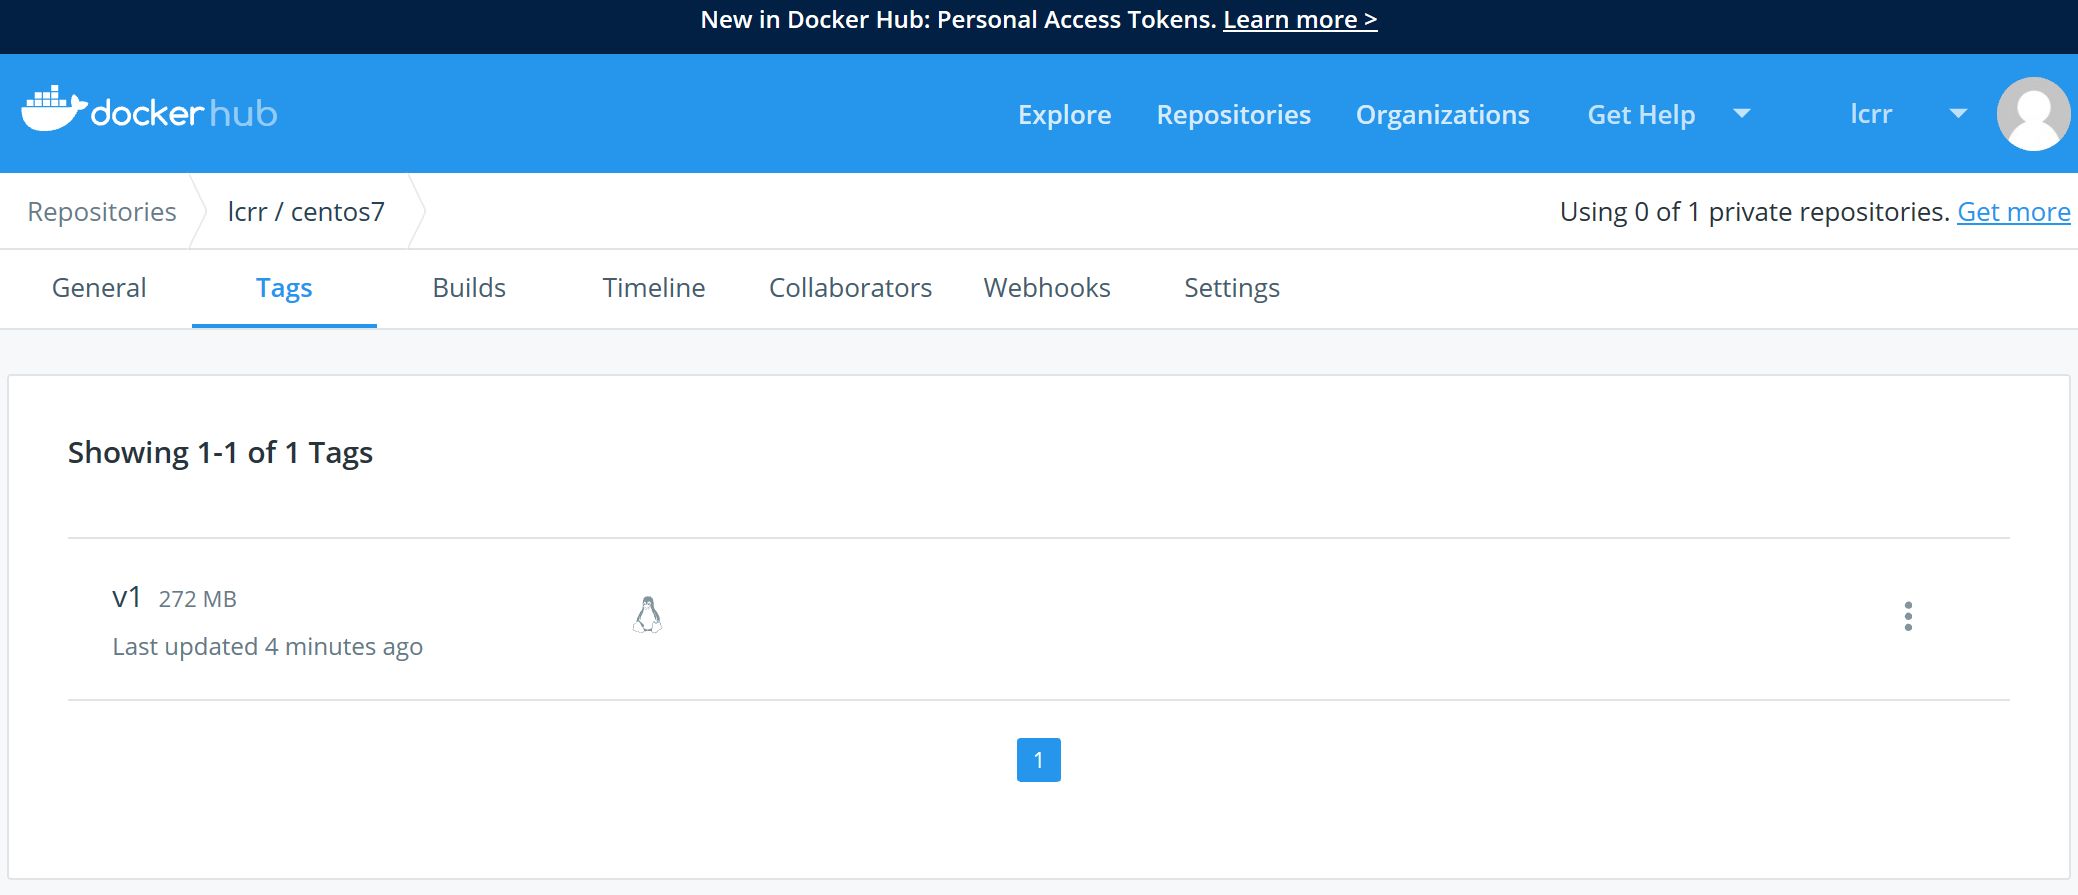 New in Docker Hub: Personal Access Tokens. Learn more >
docker hub
Explore Repositories Organizations Get Help lcrr
Repositories lcrr / centos7 Using 0 of 1 private repositories. Get more
General Tags Builds Timeline Collaborators Webhooks Settings
Showing 1-1 of 1 Tags
v1 272 MB
Last updated 4 minutes ago
1